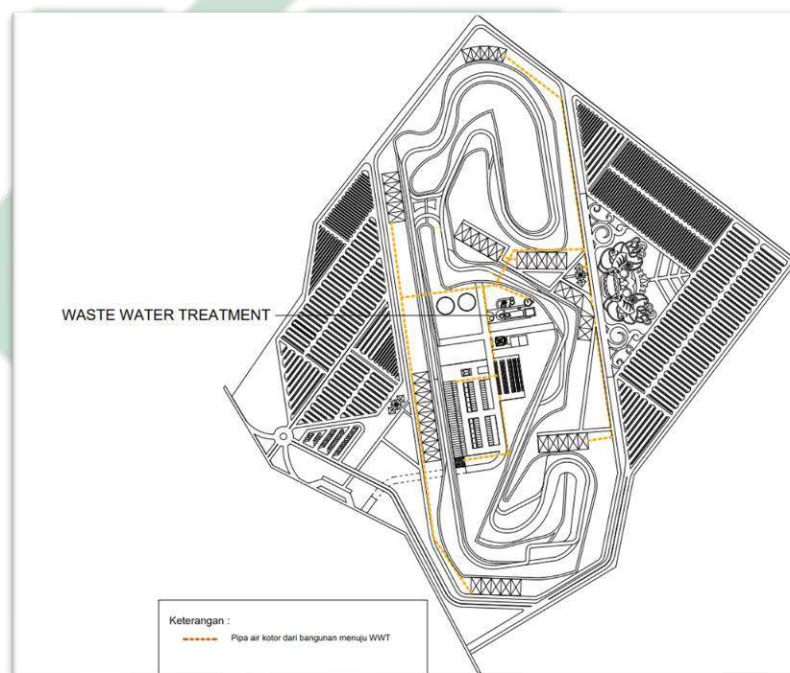 WASTE WATER TREATMENT
Keterangan :
Pipa air kotor dari bangunan menuju WWT